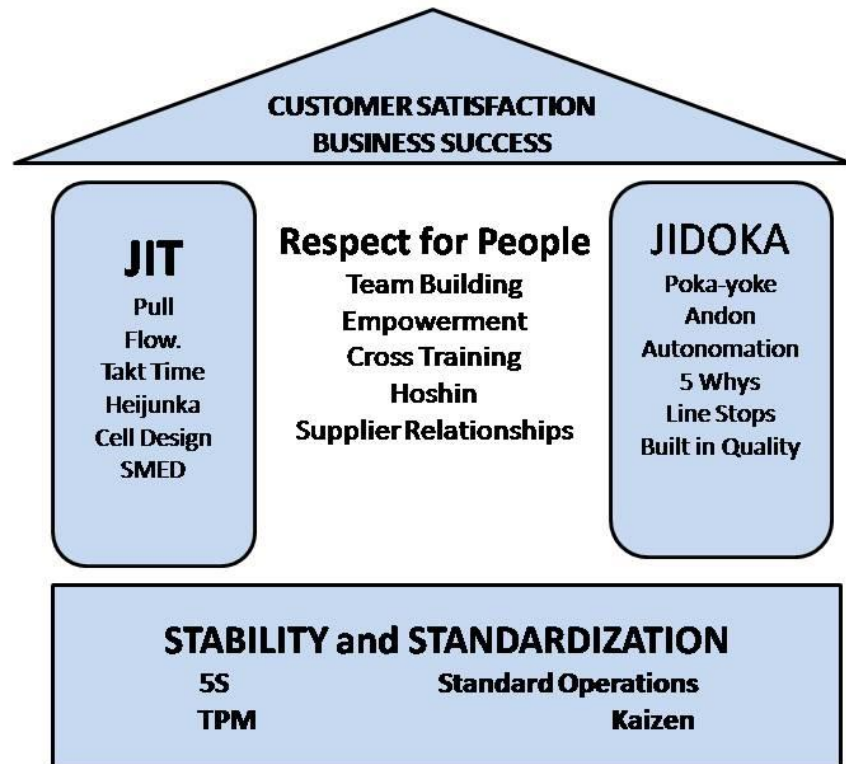 CUSTOMER SATISFACTION
BUSINESS SUCCESS
JIT
Pull
Flow.
Takt Time
Heijunka
Cell Design
SMED
Respect for People
Team Building
Empowerment
Cross Training
Hoshin
Supplier Relationships
JIDOKA
Poka-yoke
Andon
Autonomation
5 Whys
Line Stops
Built in Quality
STABILITY and STANDARDIZATION
5S Standard Operations
TPM Kaizen